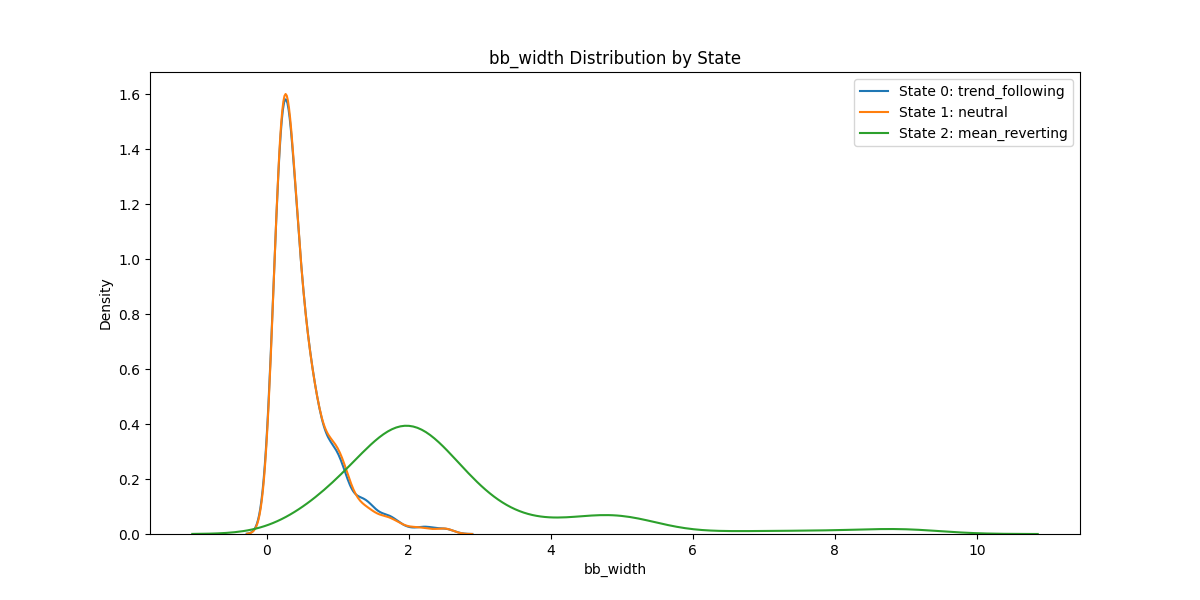 bb_width Distribution by State
State 0: trend_following
State 1: neutral
State 2: mean_reverting
1.6
1.4
1.2
1.0
0.8
0.6
0.4
0.2
0.0
Density
0 2 4 6 8 10
bb_width